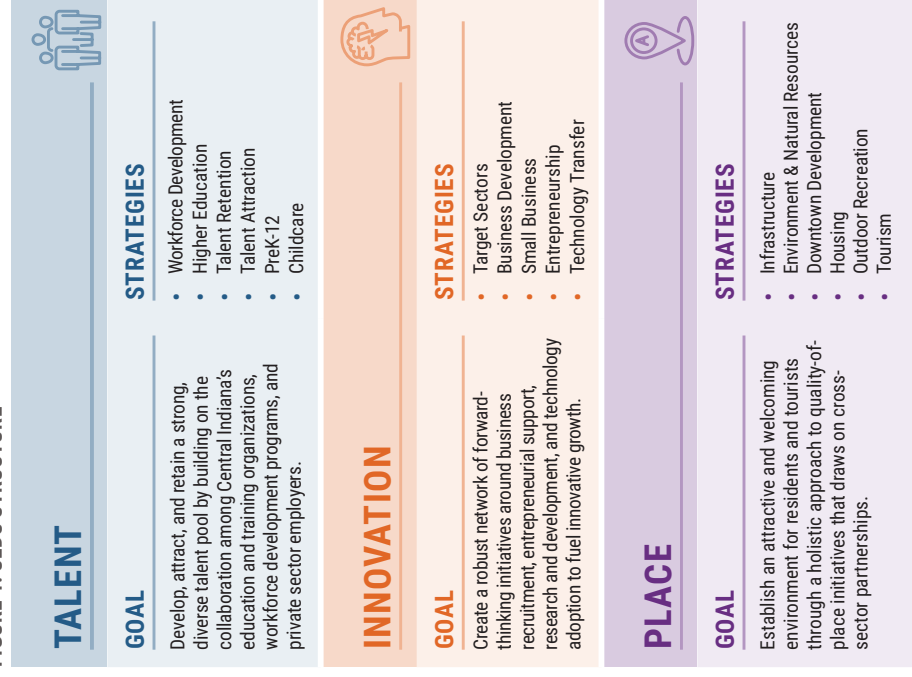 TALENT
GOAL
Develop, attract, and retain a strong,
diverse talent pool by building on the
collaboration among Central Indiana's
education and training organizations,
workforce development programs, and
private sector employers.
STRATEGIES
• Workforce Development
• Higher Education
• Talent Retention
• Talent Attraction
• PreK-12
• Childcare
INNOVATION
GOAL
Create a robust network of forward-
thinking initiatives around business
recruitment, entrepreneurial support,
research and development, and technology
adoption to fuel innovative growth.
STRATEGIES
• Target Sectors
• Business Development
• Small Business
• Entrepreneurship
• Technology Transfer
PLACE
GOAL
Establish an attractive and welcoming
environment for residents and tourists
through a holistic approach to quality-of-
place initiatives that draws on cross-
sector partnerships.
STRATEGIES
• Infrastructure
• Environment & Natural Resources
• Downtown Development
• Housing
• Outdoor Recreation
• Tourism
A